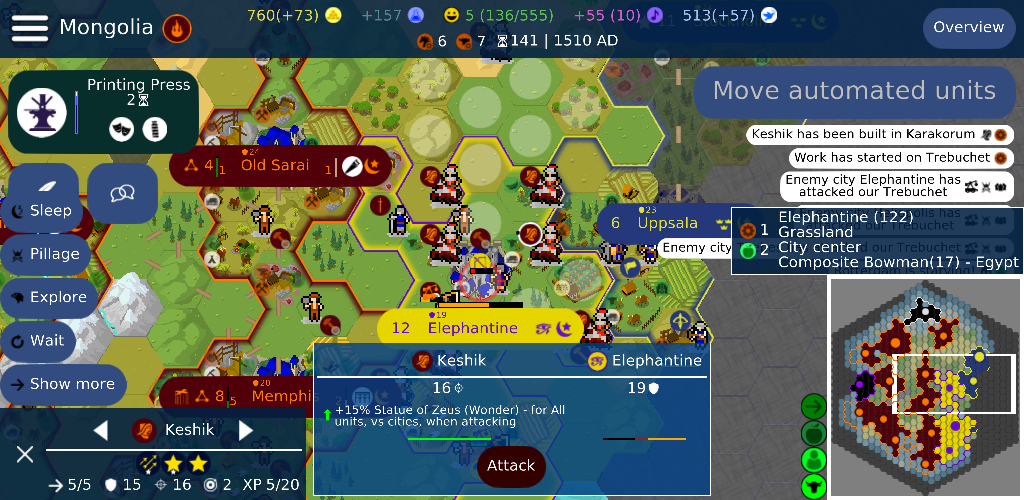 Mongolia
760(+73)
+157
5 (136/555)
+55 (10)
513(+57)
6
7
141 | 1510 AD
Overview
Printing Press
2
Move automated units
Keshik has been built in Karakorum
Work has started on Trebuchet
Enemy city Elephantine has
attacked our Trebuchet
Enemy city
24
4
1
Old Sarai
1
23
6
Uppsala
Elephantine (122)
1
Grassland
2
City center
Composite Bowman(17) - Egypt
Sleep
Pillage
Explore
Wait
Show more
19
12
Elephantine
20
8
5
Memphis
Keshik
Elephantine
16
19
+15% Statue of Zeus (Wonder) - for All
units, vs cities, when attacking
Attack
Keshik
5/5
15
16
2
XP 5/20